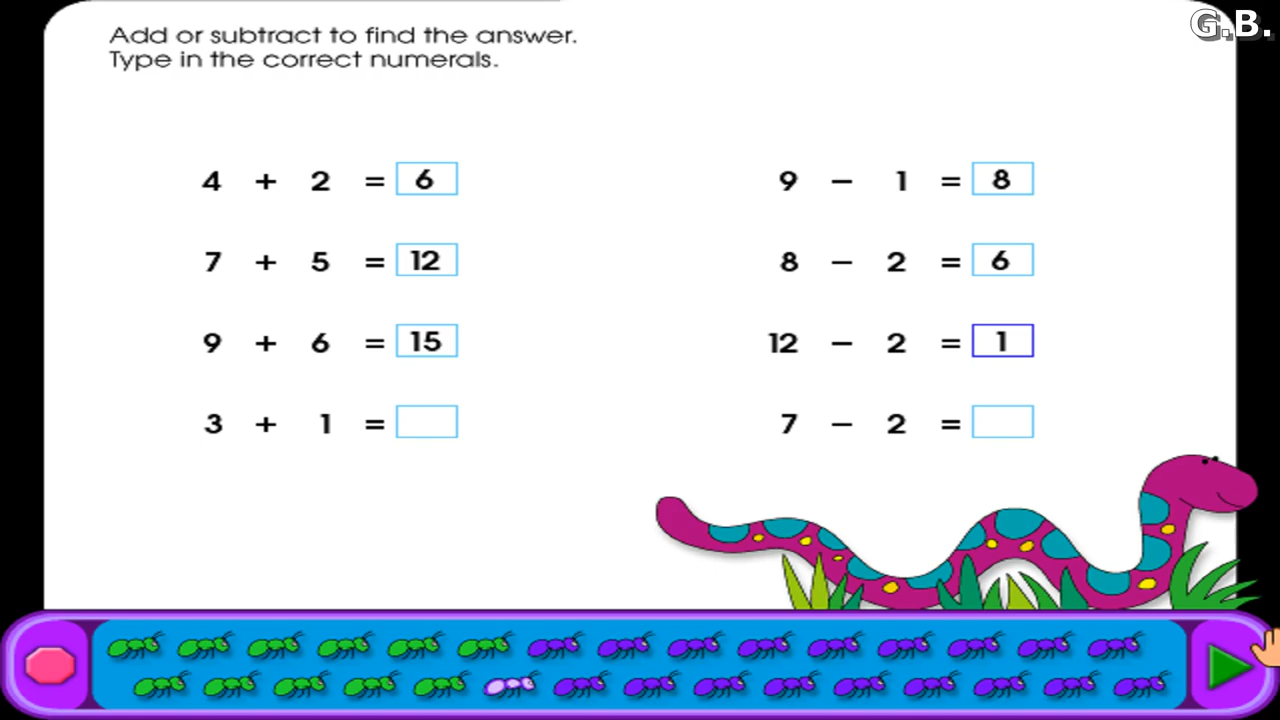 G.B.
Add or subtract to find the answer.
Type in the correct numerals.
4 + 2 = 6
9 − 1 = 8
7 + 5 = 12
8 − 2 = 6
9 + 6 = 15
12 − 2 = 1
3 + 1 =
7 − 2 =